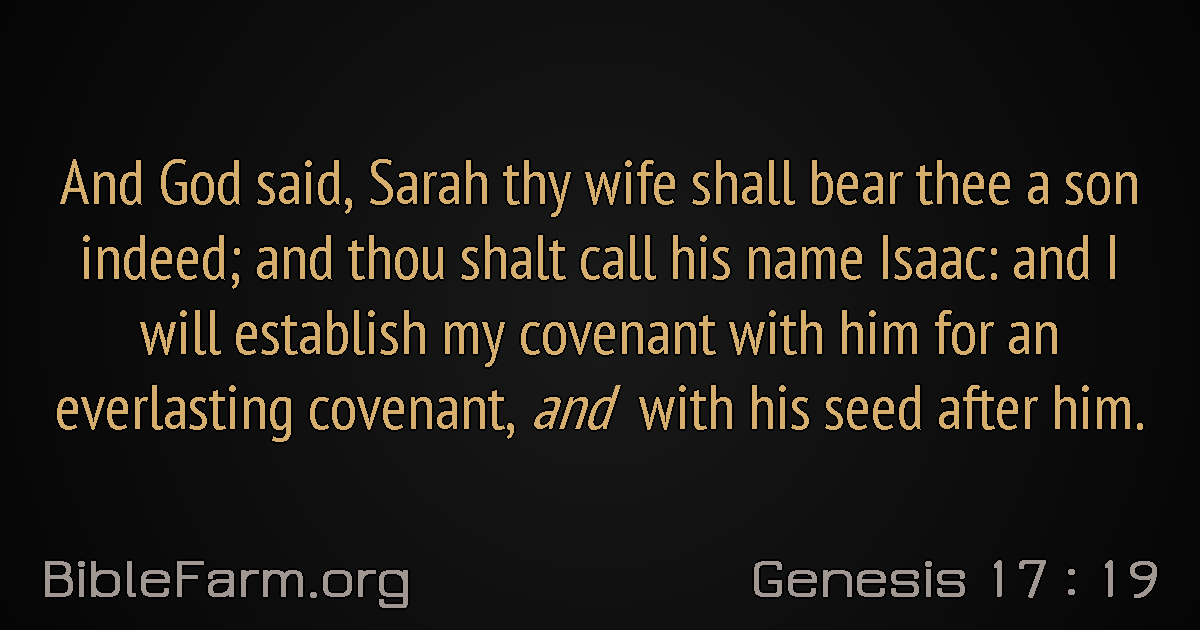 And God said, Sarah thy wife shall bear thee a son
indeed; and thou shalt call his name Isaac: and I
will establish my covenant with him for an
everlasting covenant, and with his seed after him.
BibleFarm.org
Genesis 17 : 19